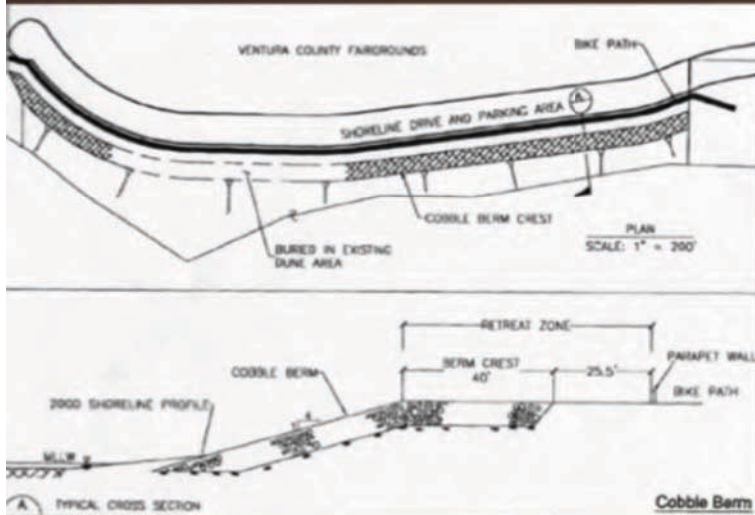 VENTURA COUNTY FAIRGROUNDS
BIKE PATH
A
SHORELINE DRIVE AND PARKING AREA
COBBLE BERM CREST
PLAN
SCALE: 1" = 200'
BURIED IN EXISTING
DUNE AREA
RETREAT ZONE
BERM CREST
40'
25.5'
PARAPET WALL
BIKE PATH
COBBLE BERM
2000 SHORELINE PROFILE
4
MLLW
A
TYPICAL CROSS SECTION
Cobble Berm